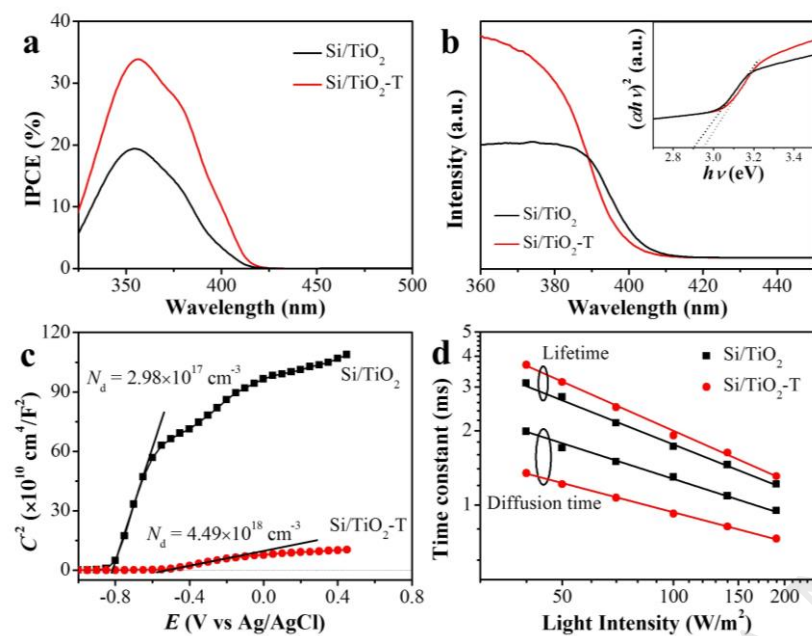 a
Si/TiO₂
Si/TiO₂-T
IPCE (%)
40
30
20
10
0
350
400
450
500
Wavelength (nm)
b
Intensity (a.u.)
Si/TiO₂
Si/TiO₂-T
360
380
400
420
440
Wavelength (nm)
(αhν)² (a.u.)
2.8
3.0
3.2
3.4
hν (eV)
c
C⁻² (×10¹⁰ cm⁴/F²)
120
90
60
30
0
N_d = 2.98×10¹⁷ cm⁻³
Si/TiO₂
N_d = 4.49×10¹⁸ cm⁻³
Si/TiO₂-T
-0.8
-0.4
0.0
0.4
0.8
E (V vs Ag/AgCl)
d
Time constant (ms)
5
4
3
2
1
Lifetime
Si/TiO₂
Si/TiO₂-T
Diffusion time
50
100
150
200
Light Intensity (W/m²)